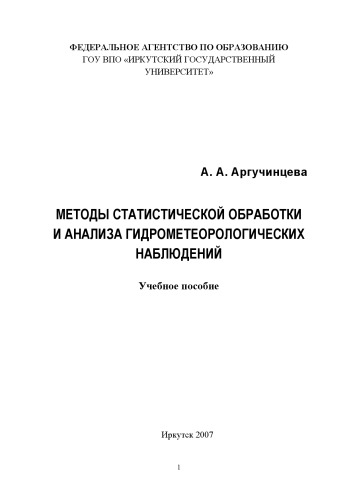 ФЕДЕРАЛЬНОЕ АГЕНТСТВО ПО ОБРАЗОВАНИЮ
ГОУ ВПО «ИРКУТСКИЙ ГОСУДАРСТВЕННЫЙ
УНИВЕРСИТЕТ»
А. А. Аргучинцева
МЕТОДЫ СТАТИСТИЧЕСКОЙ ОБРАБОТКИ
И АНАЛИЗА ГИДРОМЕТЕОРОЛОГИЧЕСКИХ
НАБЛЮДЕНИЙ
Учебное пособие
Иркутск 2007
1